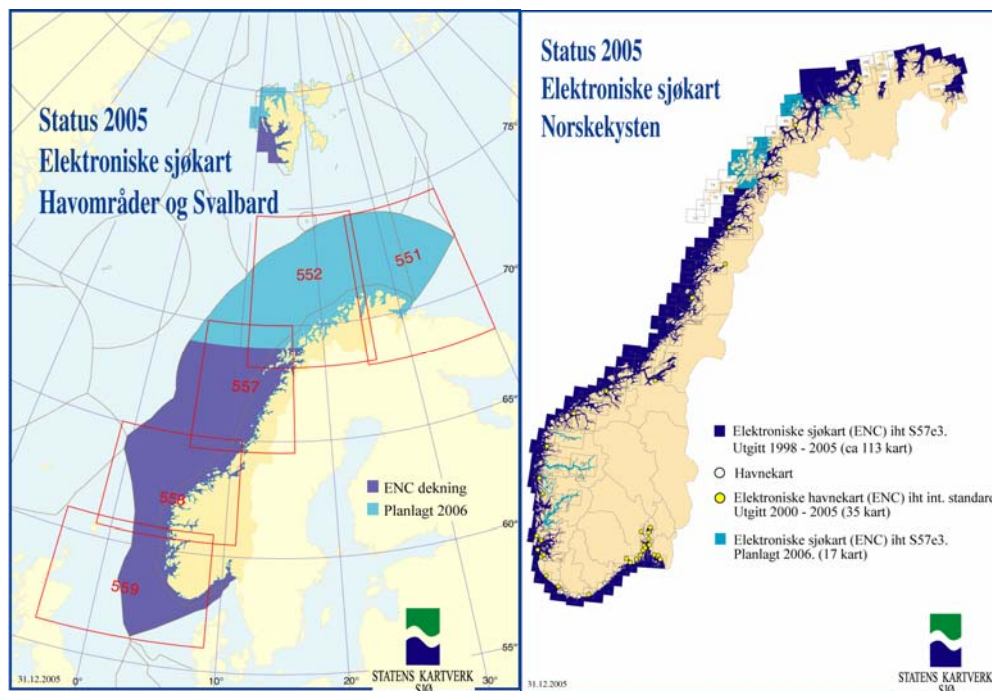 Status 2005
Elektroniske sjøkart
Havområder og Svalbard
75°
551
552
70°
557
65°
ENC dekning
Planlagt 2006
558
60°
559
55°
STATENS KARTVERK
SJØ
31.12.2005
0°
10°
20°
30°
Status 2005
Elektroniske sjøkart
Norskekysten
Elektroniske sjøkart (ENC) iht S57e3.
Utgitt 1998 - 2005 (ca 113 kart)
Havnekart
Elektroniske havnekart (ENC) iht int. standard
Utgitt 2000 - 2005 (35 kart)
Elektroniske sjøkart (ENC) iht S57e3.
Planlagt 2006. (17 kart)
31.12.2005
STATENS KARTVERK
SJØ